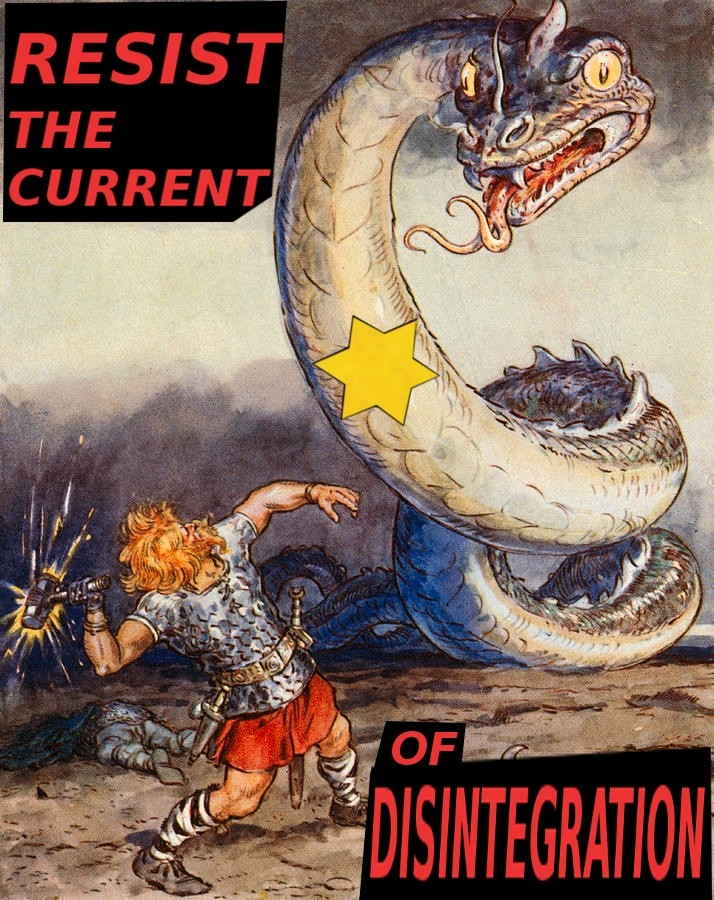 RESIST
THE
CURRENT
OF
DISINTEGRATION